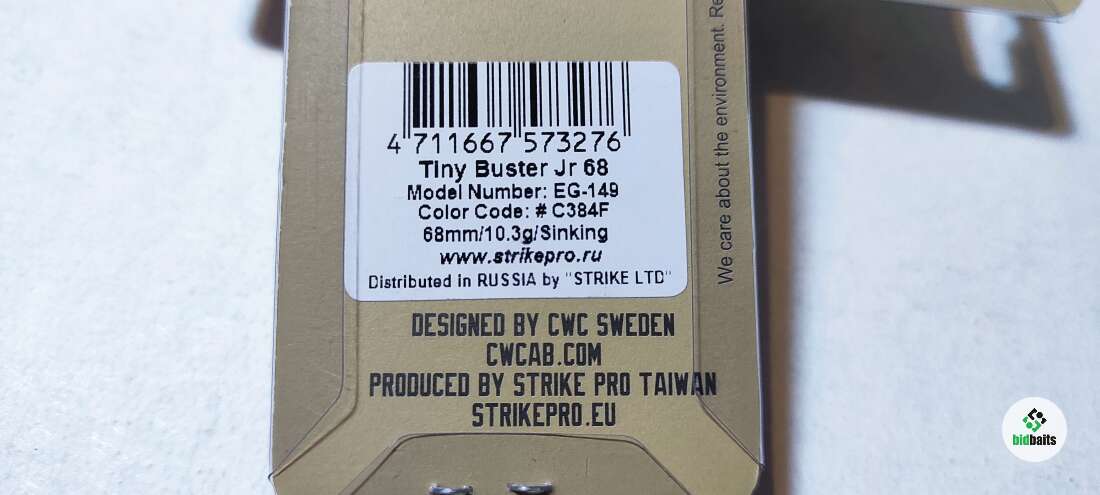 4 711667 573276
Tiny Buster Jr 68
Model Number: EG-149
Color Code: # C384F
68mm/10.3g/Sinking
www.strikepro.ru
Distributed in RUSSIA by "STRIKE LTD"
DESIGNED BY CWC SWEDEN
CWCAB.COM
PRODUCED BY STRIKE PRO TAIWAN
STRIKEPRO.EU
We care about the environment.
bidbaits